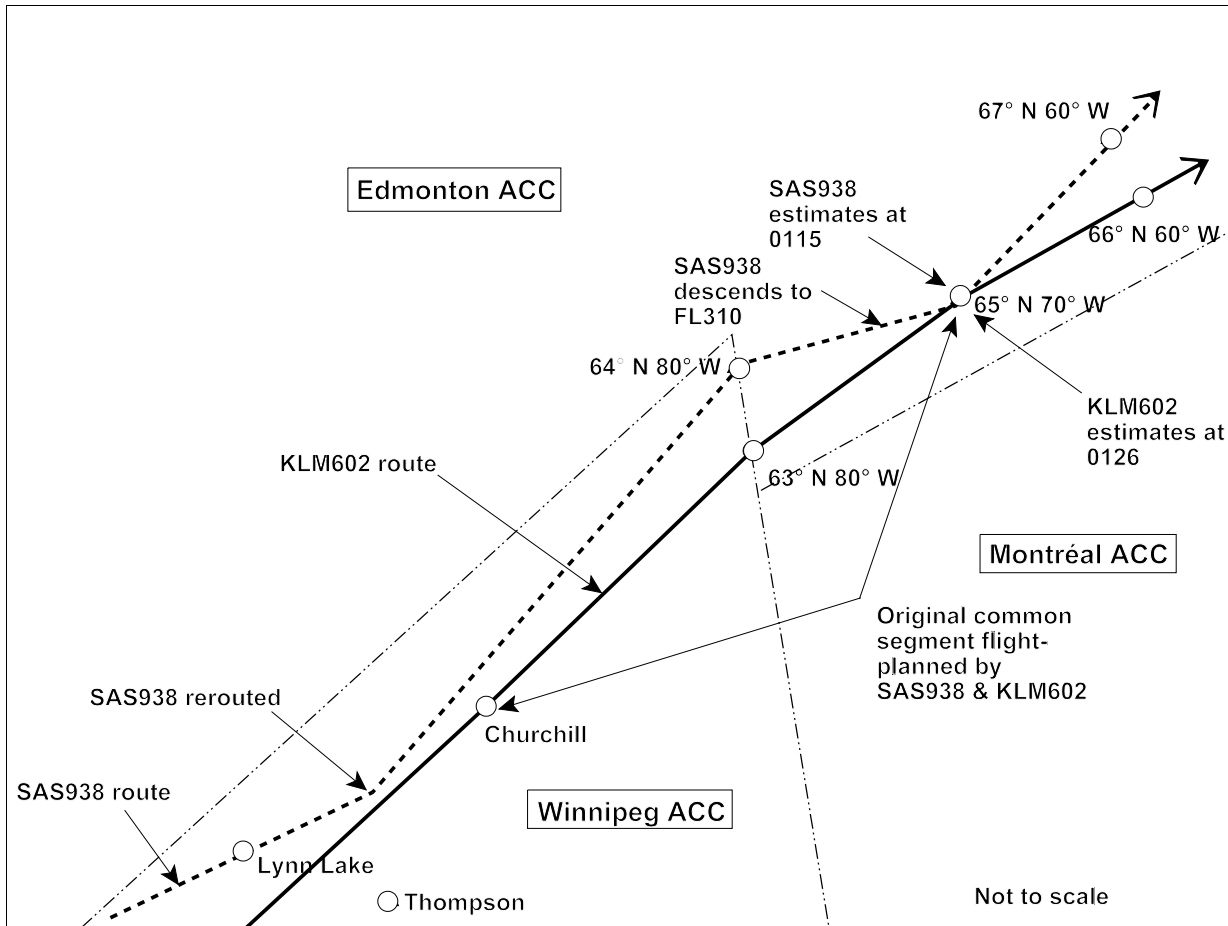 67° N 60° W
Edmonton ACC
SAS938
estimates at
0115
66° N 60° W
SAS938
descends to
FL310
65° N 70° W
64° N 80° W
KLM602
estimates at
0126
KLM602 route
63° N 80° W
Montréal ACC
Original common
segment flight-
planned by
SAS938 & KLM602
SAS938 rerouted
Churchill
SAS938 route
Winnipeg ACC
Lynn Lake
Thompson
Not to scale